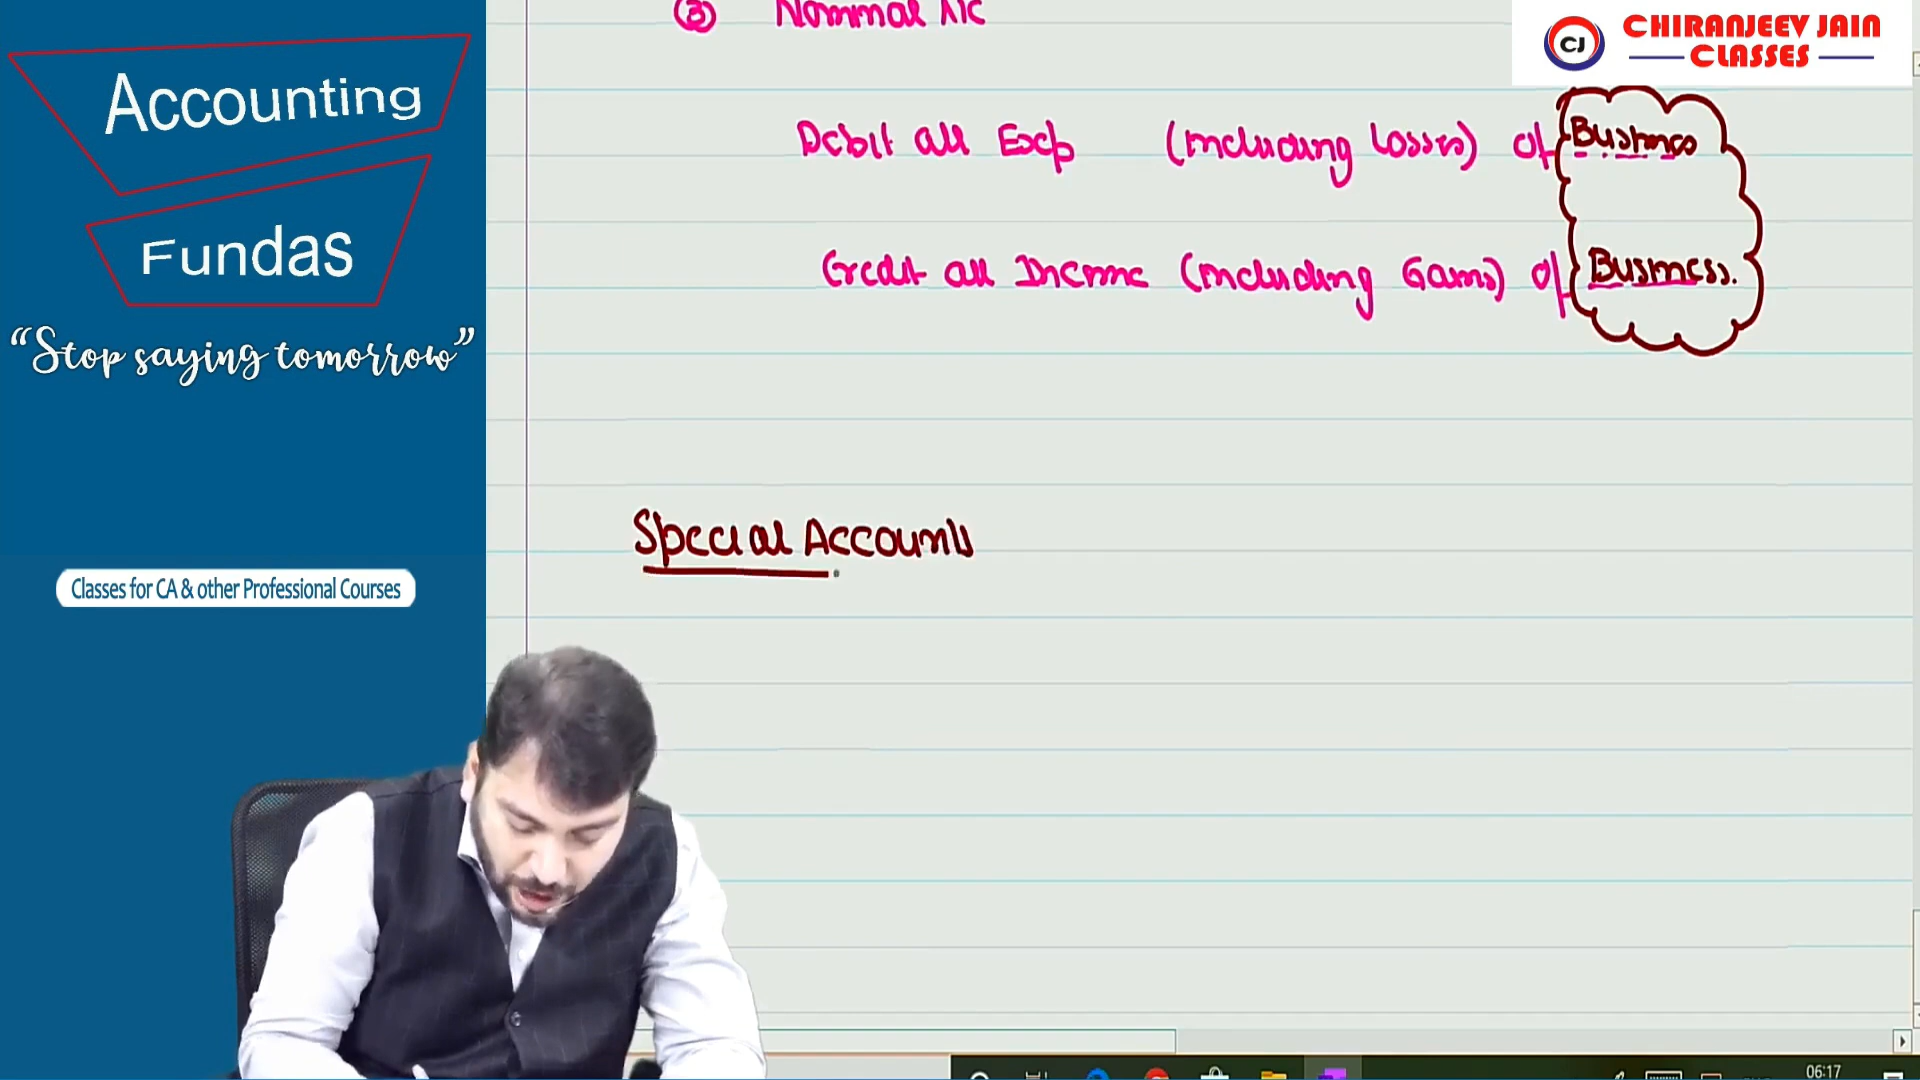 Accounting
Fundas
“Stop saying tomorrow”
Classes for CA & other Professional Courses
CJ
CHIRANJEEV JAIN
CLASSES
③ Nominal A/c
Debit all Exp (including Losses) of Business
Credit all Income (including Gains) of Business.
Special Accounts
06:17